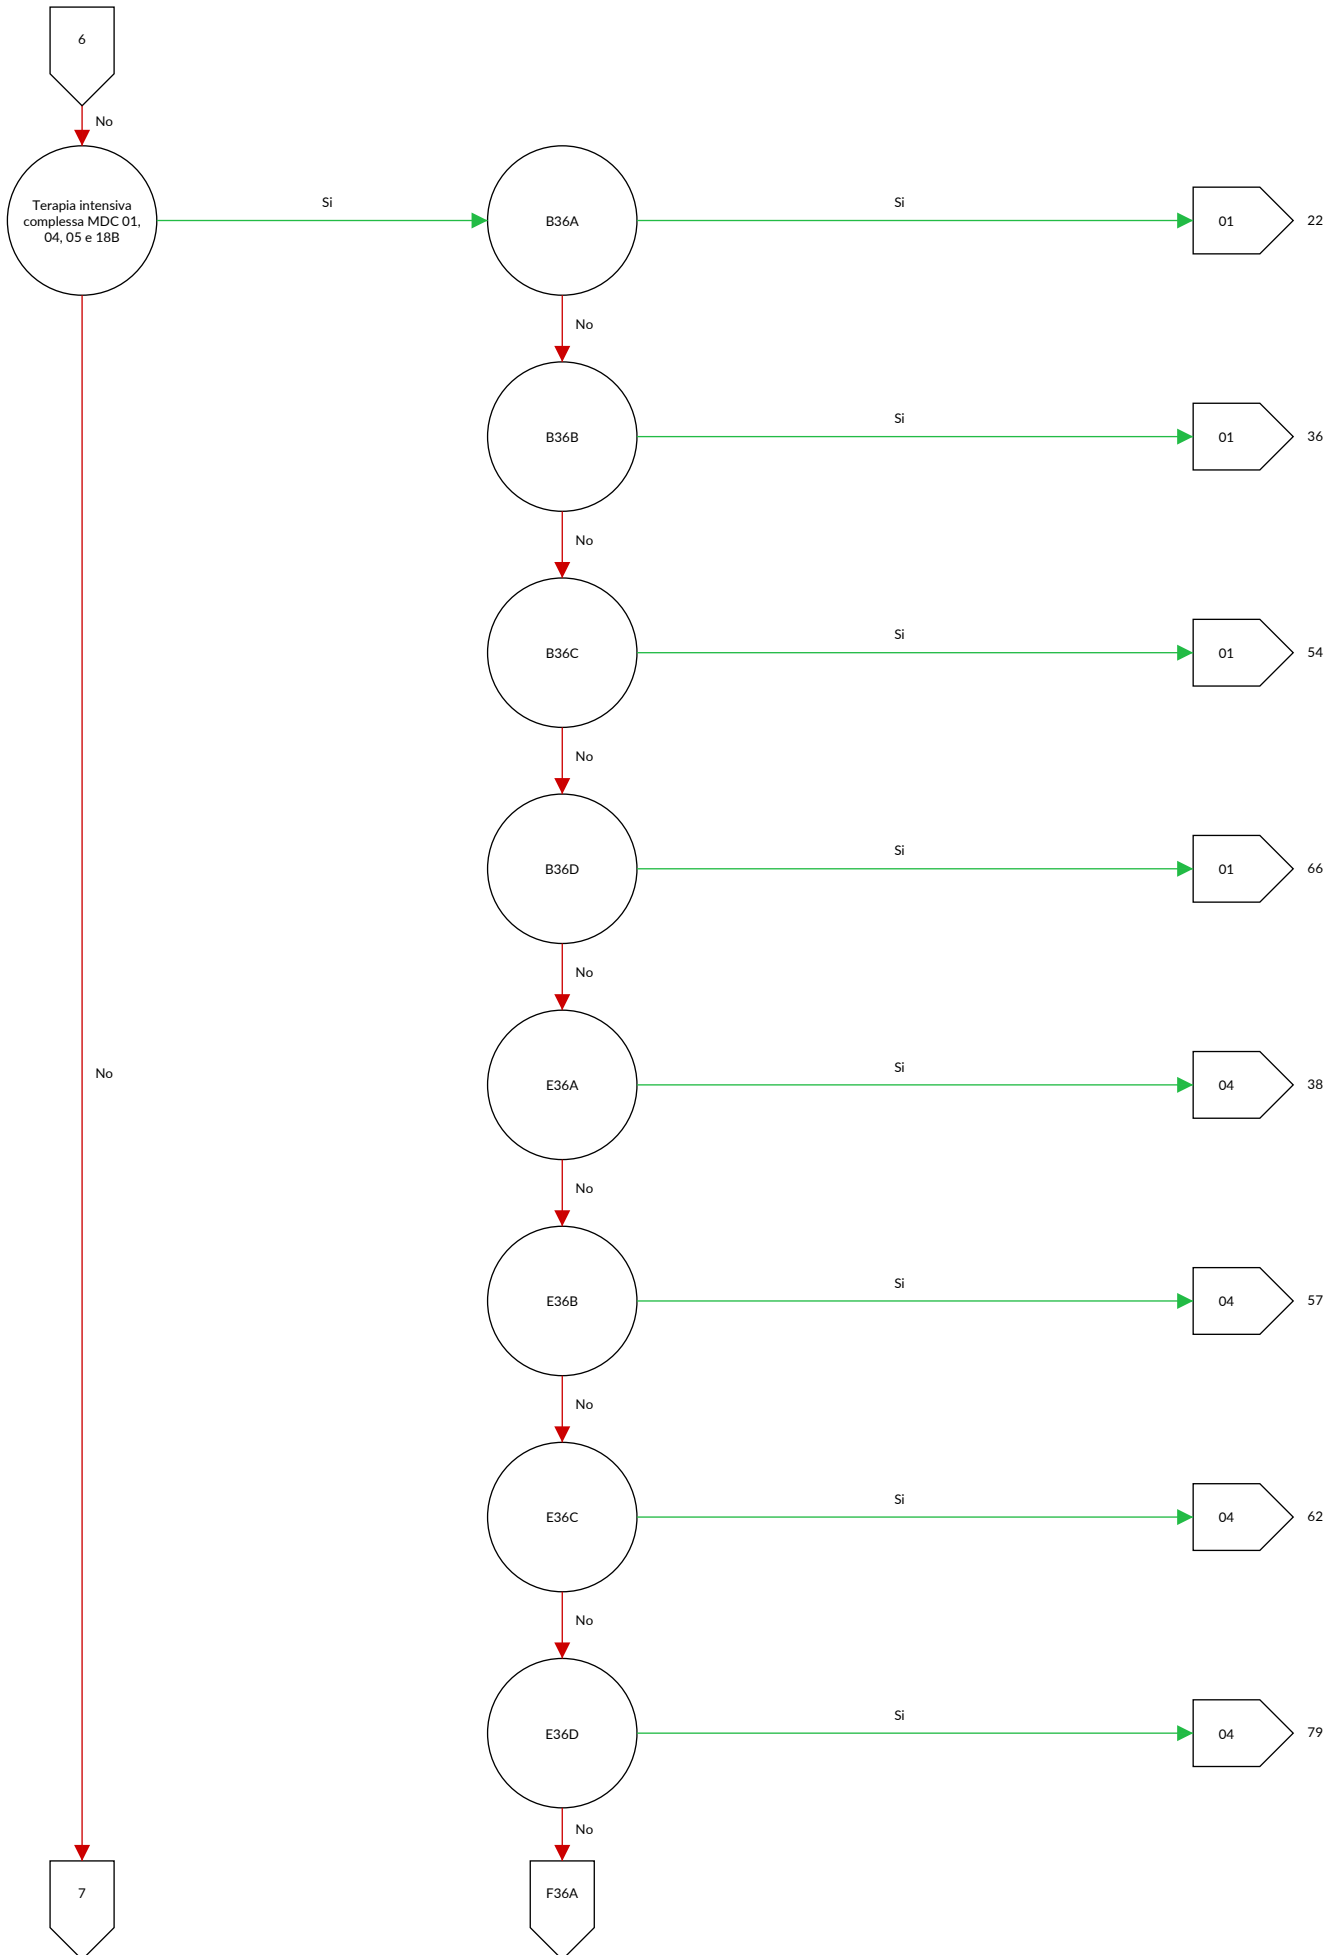 6
No
Terapia intensiva
complessa MDC 01,
04, 05 e 18B
Si
B36A
Si
01
22
No
B36B
Si
01
36
No
B36C
Si
01
54
No
B36D
Si
01
66
No
E36A
Si
04
38
No
No
E36B
Si
04
57
No
E36C
Si
04
62
No
E36D
Si
04
79
No
7
F36A